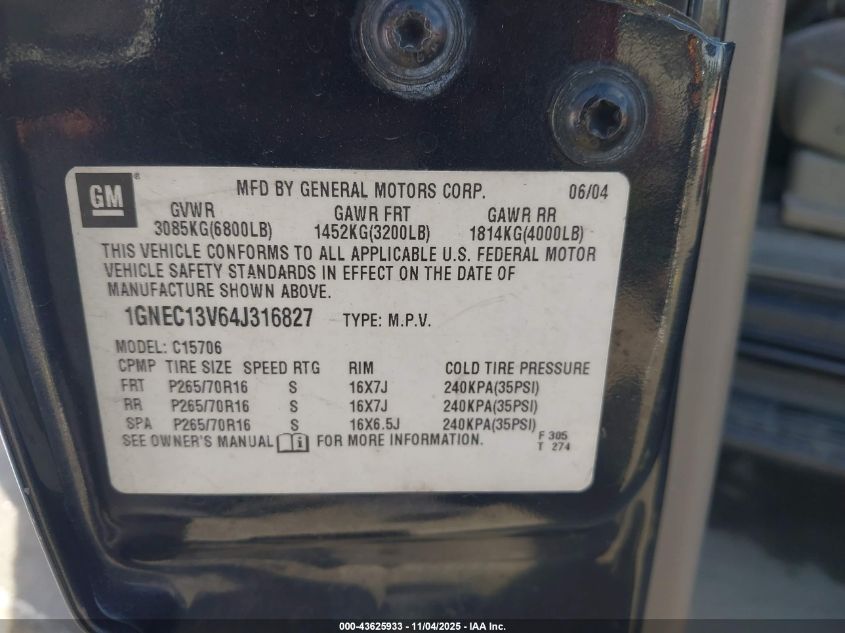 GM
MFD BY GENERAL MOTORS CORP. 06/04
GVWR GAWR FRT GAWR RR
3085KG(6800LB) 1452KG(3200LB) 1814KG(4000LB)
THIS VEHICLE CONFORMS TO ALL APPLICABLE U.S. FEDERAL MOTOR
VEHICLE SAFETY STANDARDS IN EFFECT ON THE DATE OF
MANUFACTURE SHOWN ABOVE.
1GNEC13V64J316827 TYPE: M.P.V.
MODEL: C15706
CPMP TIRE SIZE SPEED RTG RIM COLD TIRE PRESSURE
FRT P265/70R16 S 16X7J 240KPA(35PSI)
RR P265/70R16 S 16X7J 240KPA(35PSI)
SPA P265/70R16 S 16X6.5J 240KPA(35PSI)
SEE OWNER'S MANUAL i FOR MORE INFORMATION. F 305
T 274
000-43625933 - 11/04/2025 - IAA Inc.